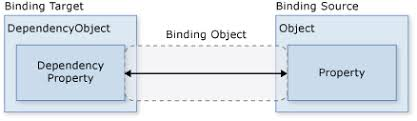 Binding Target
Binding Source
DependencyObject
Binding Object
Object
Dependency
Property
Property